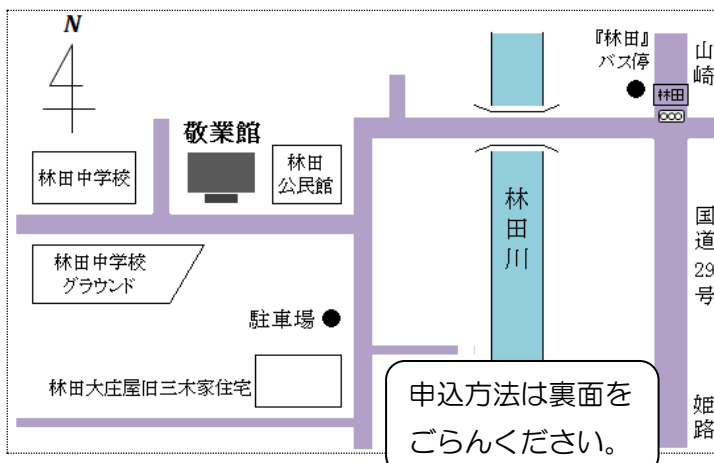 N
『林田』
バス停
山崎
林田
敬業館
林田中学校
林田
公民館
林田川
国道29号
林田中学校
グラウンド
駐車場
林田大庄屋旧三木家住宅
申込方法は裏面を
ごらんください。
姫路